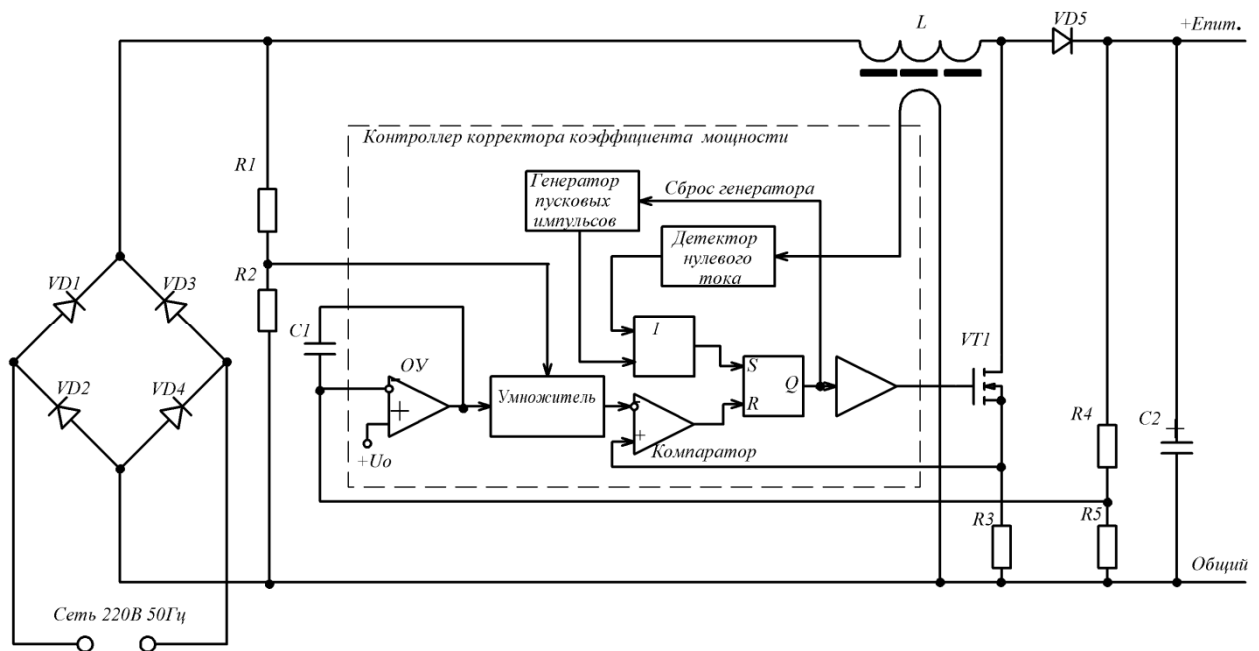 L
VD5
+Eпит.
Контроллер корректора коэффициента мощности
R1
Генератор
пусковых
импульсов
Сброс генератора
Детектор
нулевого
тока
R2
VD1
VD3
C1
1
VT1
ОУ
S
Q
R
VD2
VD4
Умножитель
R4
C2
+
+
+
-
-
+Uo
Компаратор
R3
R5
Общий
Сеть 220В 50Гц